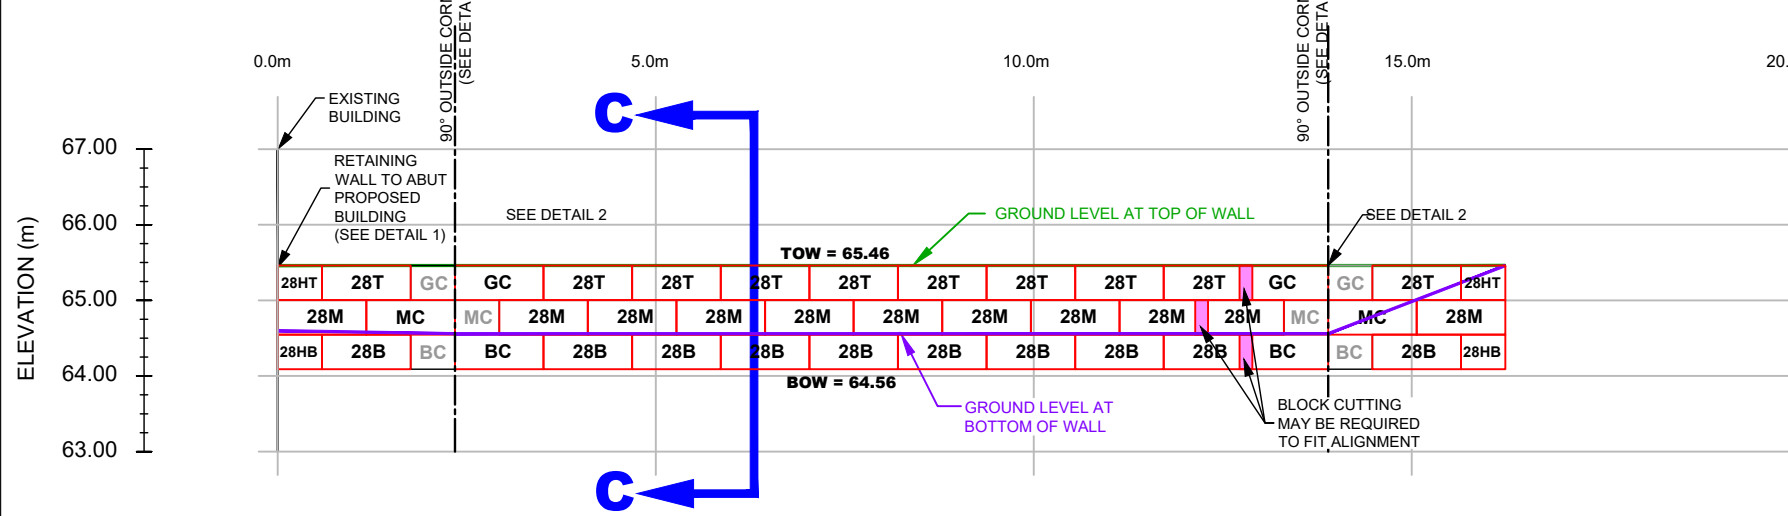 90° OUTSIDE
(SEE
90° OUTSIDE
(SEE
0.0m 5.0m 10.0m 15.0m
EXISTING
BUILDING
C
67.00
RETAINING
WALL TO ABUT
PROPOSED
BUILDING
(SEE DETAIL 1)
66.00
SEE DETAIL 2
GROUND LEVEL AT TOP OF WALL
SEE DETAIL 2
ELEVATION (m)
TOW = 65.46
28HT 28T GC GC 28T 28T 28T 28T 28T 28T 28T 28T GC GC 28T 28HT
65.00
28M MC MC 28M 28M 28M 28M 28M 28M 28M 28M 28M MC MC 28M
28HB 28B BC BC 28B 28B 28B 28B 28B 28B 28B 28B BC BC 28B 28HB
64.00
BOW = 64.56
GROUND LEVEL AT
BOTTOM OF WALL
BLOCK CUTTING
MAY BE REQUIRED
TO FIT ALIGNMENT
63.00
C